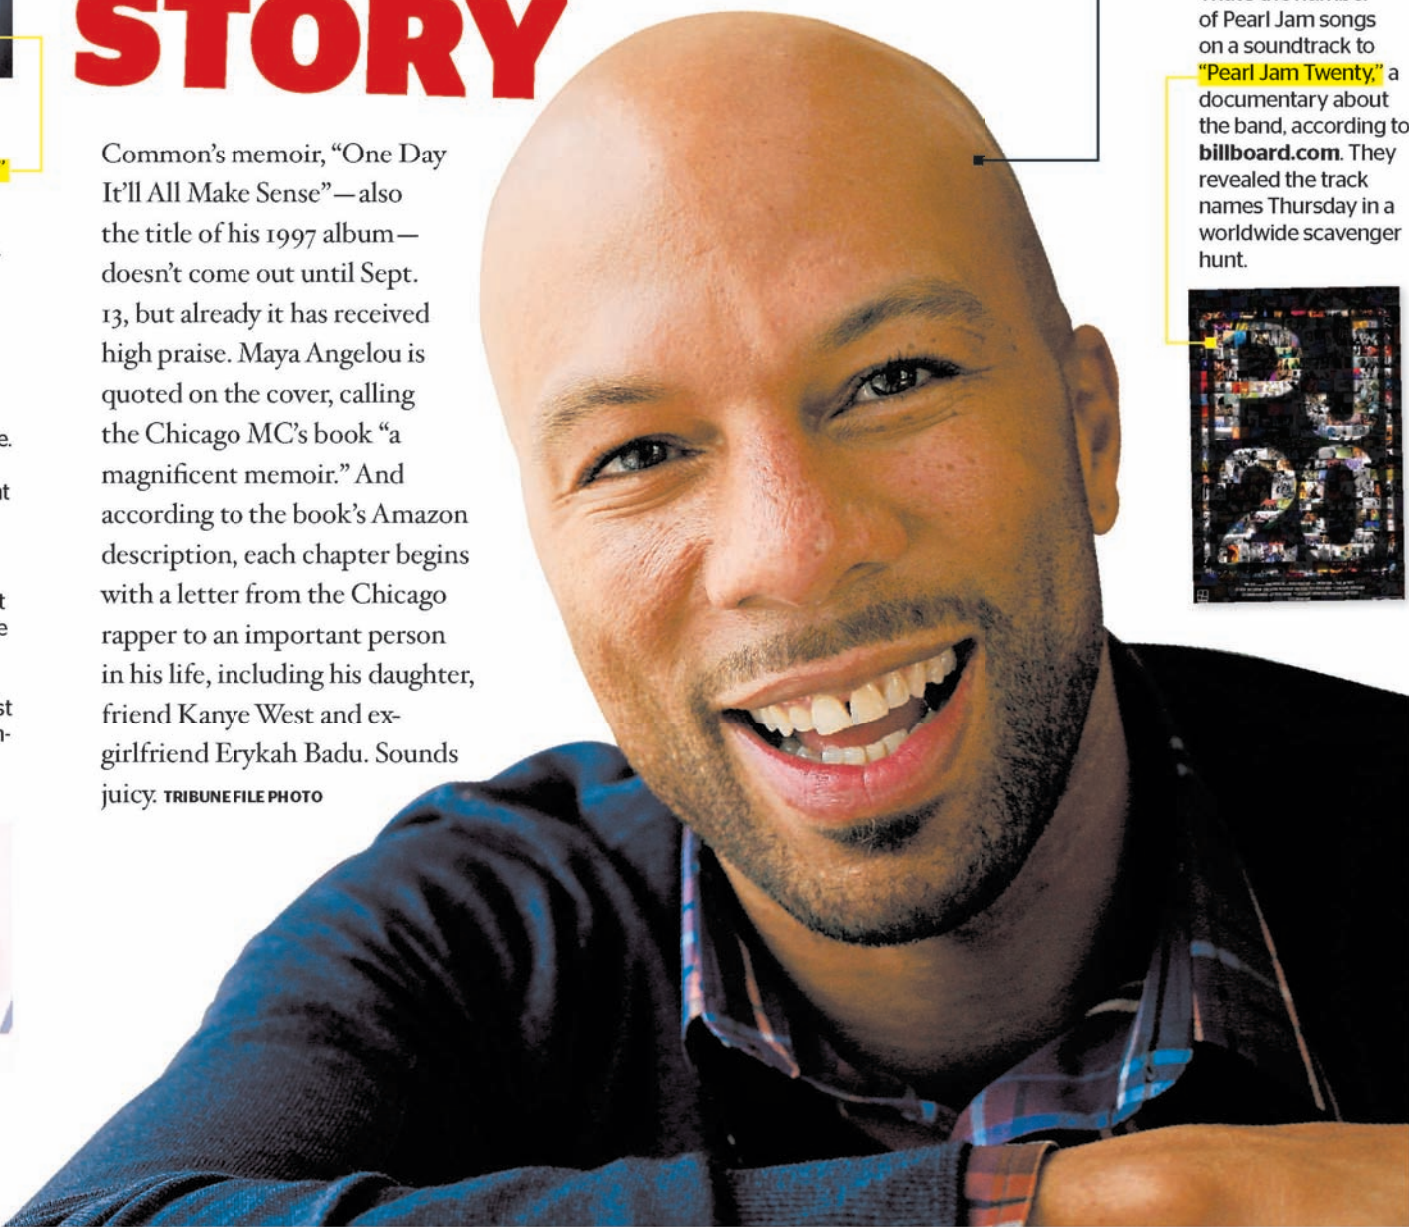 STORY
Common’s memoir, “One Day
It’ll All Make Sense”—also
the title of his 1997 album—
doesn’t come out until Sept.
13, but already it has received
high praise. Maya Angelou is
quoted on the cover, calling
the Chicago MC’s book “a
magnificent memoir.” And
according to the book’s Amazon
description, each chapter begins
with a letter from the Chicago
rapper to an important person
in his life, including his daughter,
friend Kanye West and ex-
girlfriend Erykah Badu. Sounds
juicy. TRIBUNE FILE PHOTO
of Pearl Jam songs
on a soundtrack to
“Pearl Jam Twenty,” a
documentary about
the band, according to
billboard.com. They
revealed the track
names Thursday in a
worldwide scavenger
hunt.
PJ
20